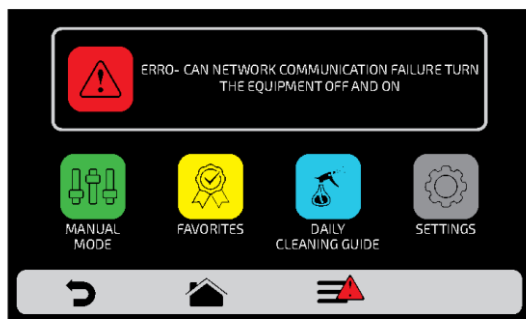 ERRO- CAN NETWORK COMMUNICATION FAILURE TURN
THE EQUIPMENT OFF AND ON
MANUAL
MODE
FAVORITES
DAILY
CLEANING GUIDE
SETTINGS